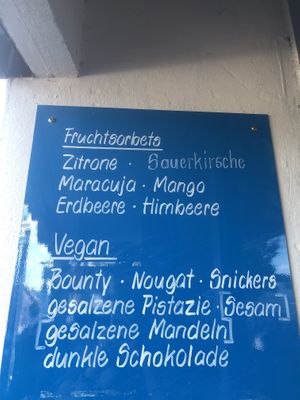 Fruchtsorbets
Zitrone · Sauerkirsche
Maracuja · Mango
Erdbeere · Himbeere
Vegan
Bounty · Nougat · Snickers
gesalzene Pistazie · [Sesam]
[gesalzene Mandeln]
dunkle Schokolade